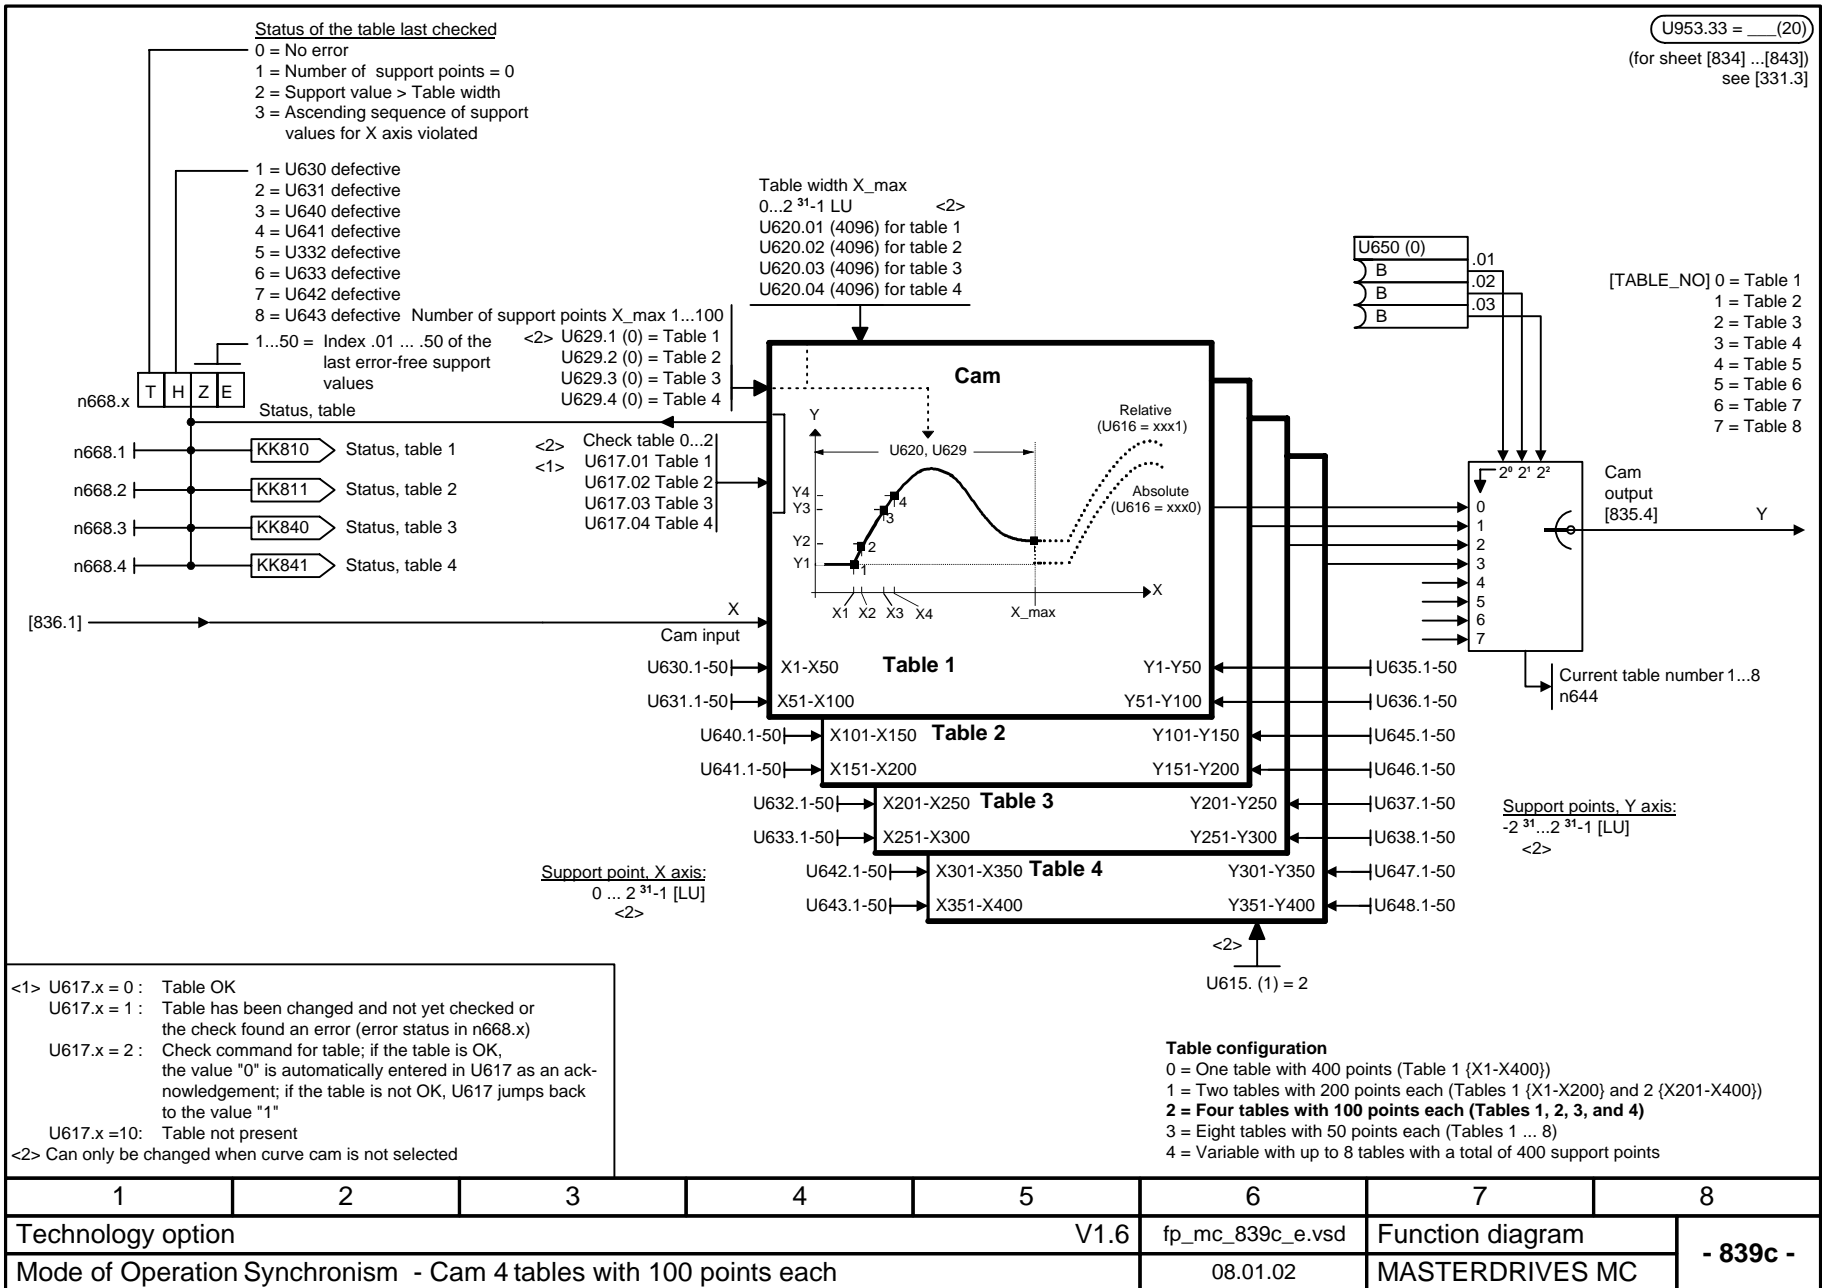 Status of the table last checked
0 = No error
1 = Number of support points = 0
2 = Support value > Table width
3 = Ascending sequence of support
values for X axis violated
U953.33 = ___(20)
(for sheet [834] ...[843])
see [331.3]
1 = U630 defective
2 = U631 defective
3 = U640 defective
4 = U641 defective
5 = U332 defective
6 = U633 defective
7 = U642 defective
8 = U643 defective
1...50 = Index .01 ... .50 of the
last error-free support
values
n668.x
T H Z E
Status, table
n668.1
KK810
Status, table 1
n668.2
KK811
Status, table 2
n668.3
KK840
Status, table 3
n668.4
KK841
Status, table 4
[836.1]
Number of support points X_max 1...100
<2> U629.1 (0) = Table 1
U629.2 (0) = Table 2
U629.3 (0) = Table 3
U629.4 (0) = Table 4
<2> Check table 0...2
<1> U617.01 Table 1
U617.02 Table 2
U617.03 Table 3
U617.04 Table 4
Table width X_max
0...2 31-1 LU <2>
U620.01 (4096) for table 1
U620.02 (4096) for table 2
U620.03 (4096) for table 3
U620.04 (4096) for table 4
Cam
Y
U620, U629
Relative
(U616 = xxx1)
Absolute
(U616 = xxx0)
Y4
Y3
Y2
Y1
1
2
3
4
X1 X2 X3 X4
X_max
X
X
Cam input
U650 (0)
B
B
B
.01
.02
.03
[TABLE_NO] 0 = Table 1
1 = Table 2
2 = Table 3
3 = Table 4
4 = Table 5
5 = Table 6
6 = Table 7
7 = Table 8
2⁰ 2¹ 2²
0
1
2
3
4
5
6
7
Cam
output
[835.4]
Y
Current table number 1...8
n644
U630.1-50 X1-X50 Table 1 Y1-Y50 U635.1-50
U631.1-50 X51-X100 Y51-Y100 U636.1-50
U640.1-50 X101-X150 Table 2 Y101-Y150 U645.1-50
U641.1-50 X151-X200 Y151-Y200 U646.1-50
U632.1-50 X201-X250 Table 3 Y201-Y250 U637.1-50
U633.1-50 X251-X300 Y251-Y300 U638.1-50
U642.1-50 X301-X350 Table 4 Y301-Y350 U647.1-50
U643.1-50 X351-X400 Y351-Y400 U648.1-50
Support point, X axis:
0 ... 2 31-1 [LU]
<2>
Support points, Y axis:
-2 31...2 31-1 [LU]
<2>
<2>
U615. (1) = 2
<1> U617.x = 0 : Table OK
U617.x = 1 : Table has been changed and not yet checked or
the check found an error (error status in n668.x)
U617.x = 2 : Check command for table; if the table is OK,
the value "0" is automatically entered in U617 as an ack-
nowledgement; if the table is not OK, U617 jumps back
to the value "1"
U617.x =10: Table not present
<2> Can only be changed when curve cam is not selected
Table configuration
0 = One table with 400 points (Table 1 {X1-X400})
1 = Two tables with 200 points each (Tables 1 {X1-X200} and 2 {X201-X400})
2 = Four tables with 100 points each (Tables 1, 2, 3, and 4)
3 = Eight tables with 50 points each (Tables 1 ... 8)
4 = Variable with up to 8 tables with a total of 400 support points
1 2 3 4 5 6 7 8
Technology option V1.6 fp_mc_839c_e.vsd Function diagram
- 839c -
Mode of Operation Synchronism - Cam 4 tables with 100 points each 08.01.02 MASTERDRIVES MC